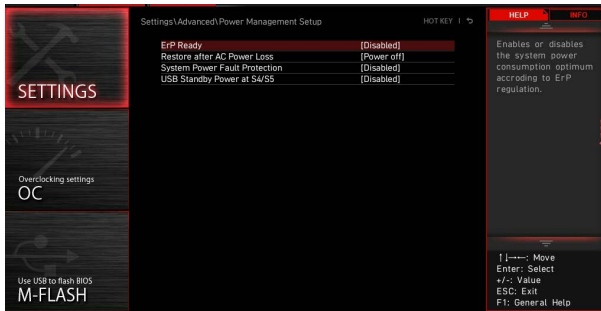 Settings\Advanced\Power Management Setup
HOT KEY |
ErP Ready [Disabled]
Restore after AC Power Loss [Power off]
System Power Fault Protection [Disabled]
USB Standby Power at S4/S5 [Disabled]
SETTINGS
Overclocking settings
OC
Use USB to flash BIOS
M-FLASH
HELP INFO
Enables or disables
the system power
consumption optimum
accroding to ErP
regulation.
↑↓→←: Move
Enter: Select
+/-: Value
ESC: Exit
F1: General Help